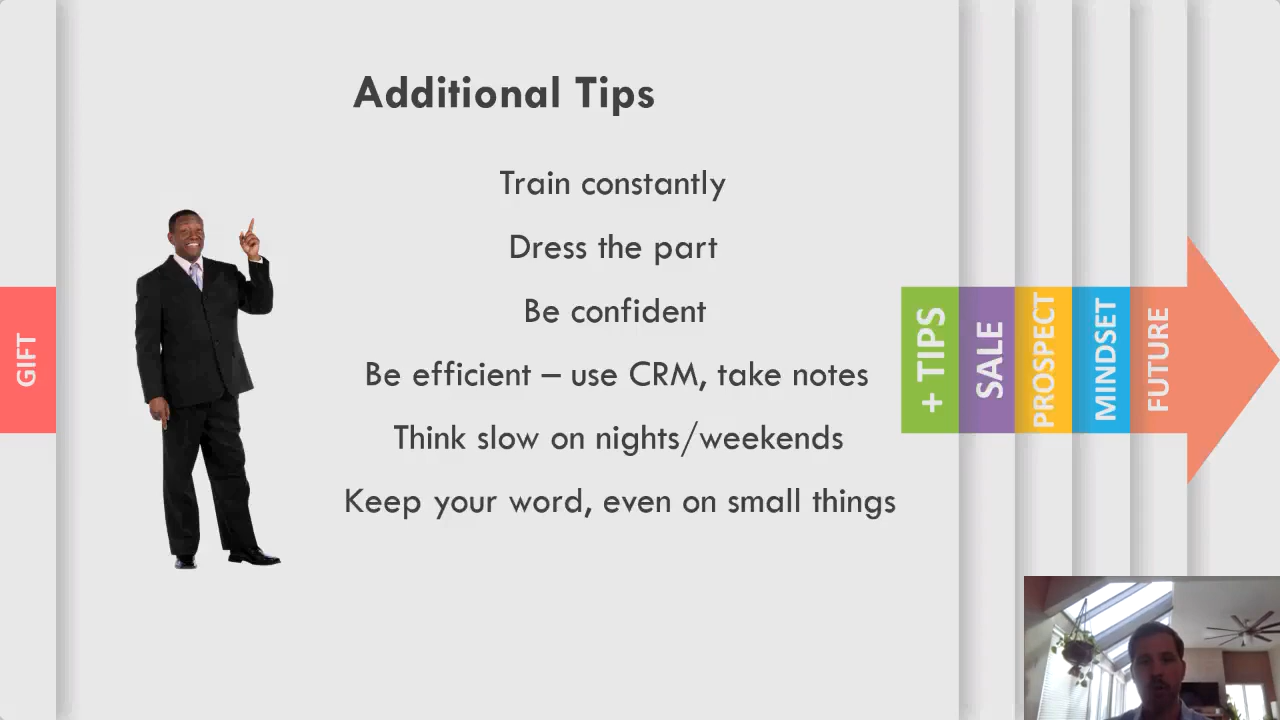 Additional Tips
Train constantly
Dress the part
Be confident
Be efficient – use CRM, take notes
Think slow on nights/weekends
Keep your word, even on small things
GIFT
+ TIPS
SALE
PROSPECT
MINDSET
FUTURE